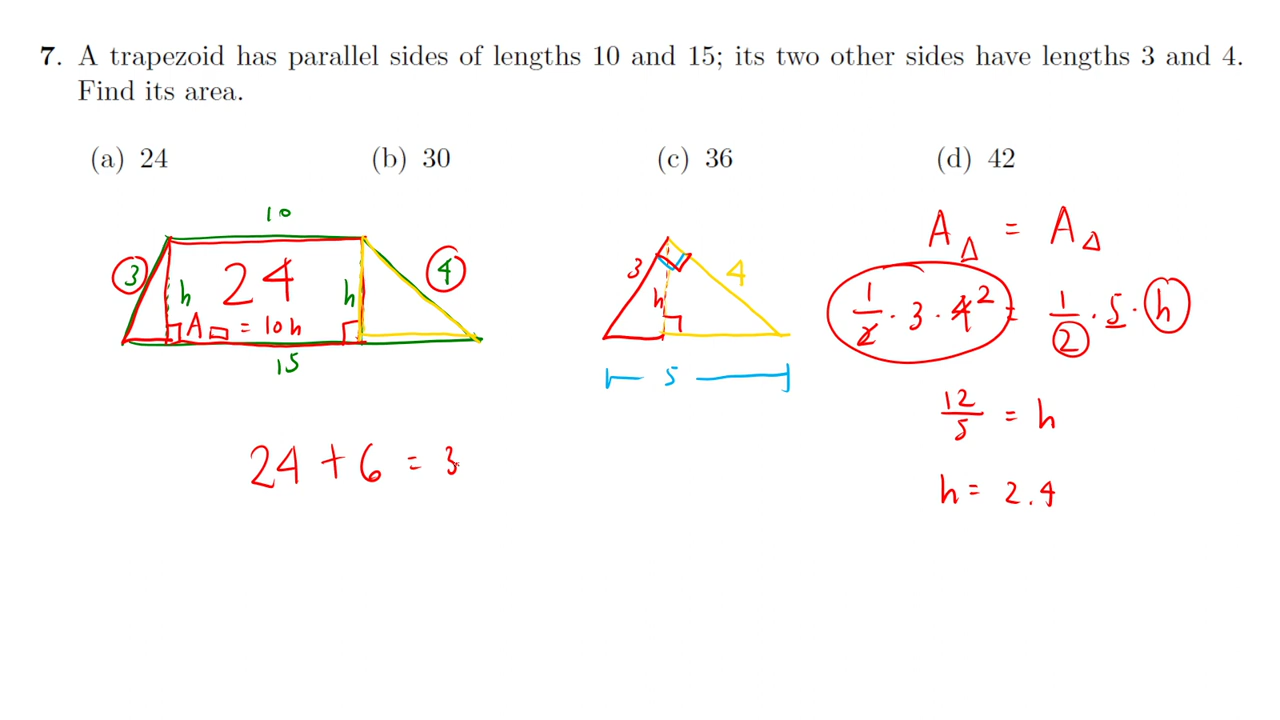 7. A trapezoid has parallel sides of lengths 10 and 15; its two other sides have lengths 3 and 4.
Find its area.
(a) 24 (b) 30 (c) 36 (d) 42
10
3 h 24 h 4
A□ = 10h
15
3 4
h
5
A△ = A△
1/2 · 3 · 4² = 1/2 · 5 · h
12/5 = h
24 + 6 = 3
h = 2.4